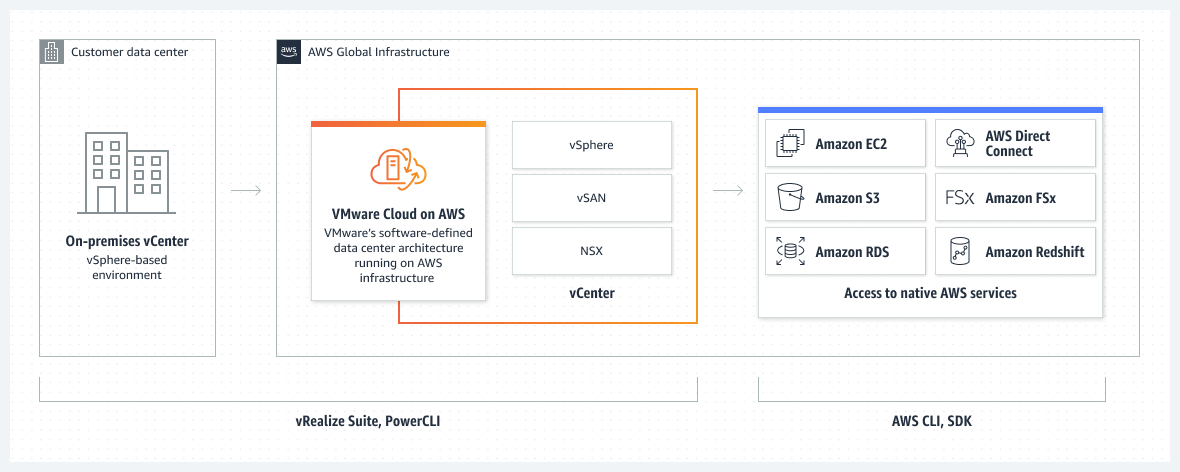 Customer data center
aws
AWS Global Infrastructure
On-premises vCenter
vSphere-based
environment
VMware Cloud on AWS
VMware's software-defined
data center architecture
running on AWS
infrastructure
vSphere
vSAN
NSX
vCenter
Amazon EC2
AWS Direct
Connect
Amazon S3
FSx
Amazon FSx
Amazon RDS
Amazon Redshift
Access to native AWS services
vRealize Suite, PowerCLI
AWS CLI, SDK